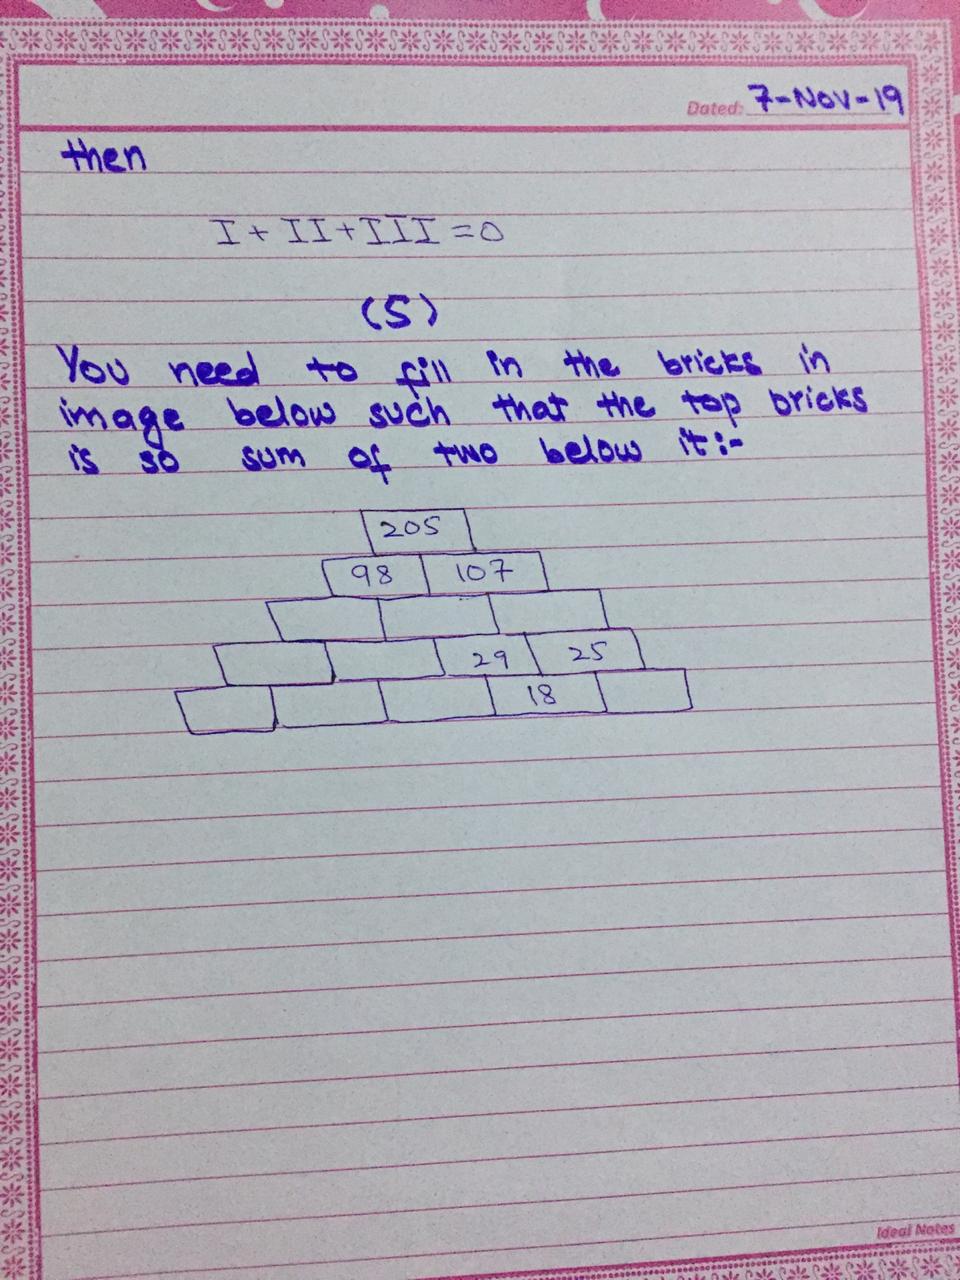 Dated: 7-Nov-19
then
I + II + III = 0
(5)
You need to fill in the bricks in
image below such that the top bricks
is so sum of two below it :-
205
98 107
29 25
18
Ideal Notes